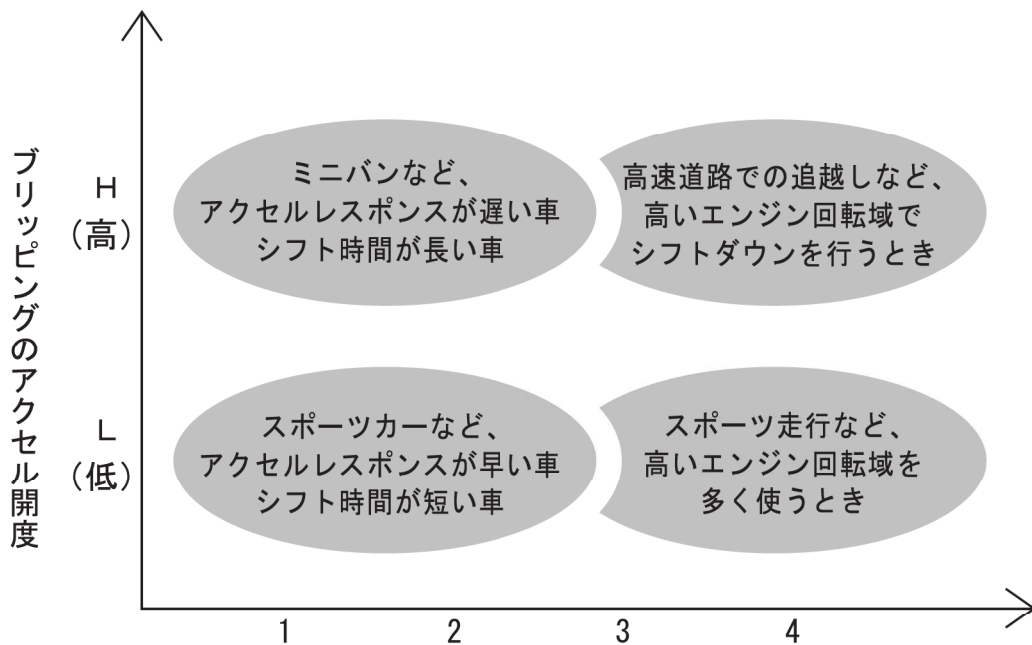 ブリッピングのアクセル開度
H
(高)
ミニバンなど、
アクセルレスポンスが遅い車
シフト時間が長い車
高速道路での追越しなど、
高いエンジン回転域で
シフトダウンを行うとき
L
(低)
スポーツカーなど、
アクセルレスポンスが早い車
シフト時間が短い車
スポーツ走行など、
高いエンジン回転域を
多く使うとき
1 2 3 4